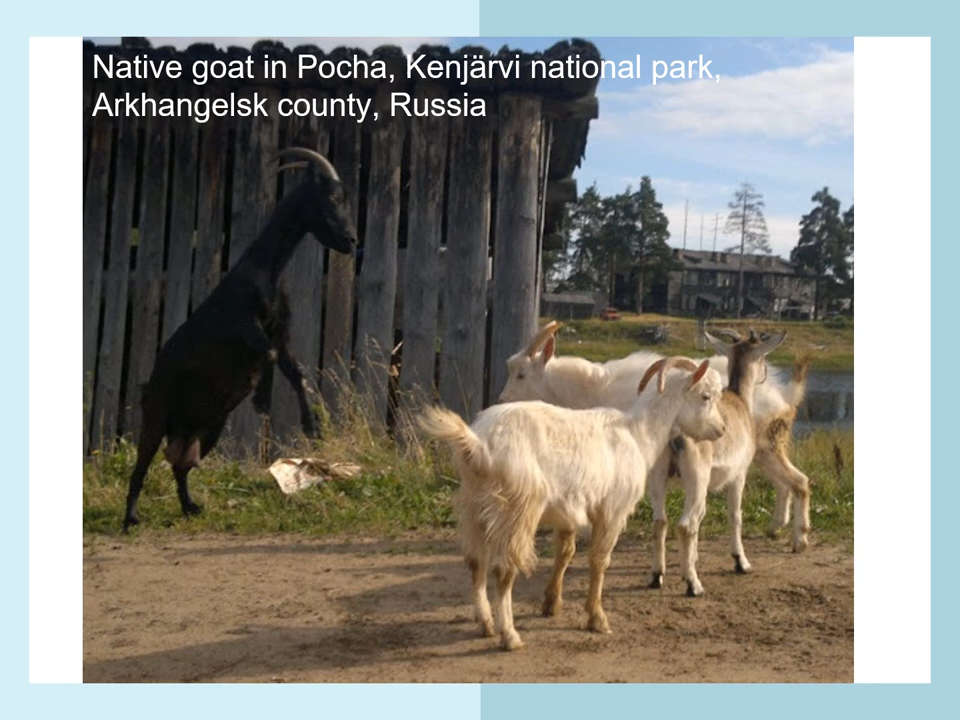 Native goat in Pocha, Kenjärvi national park,
Arkhangelsk county, Russia